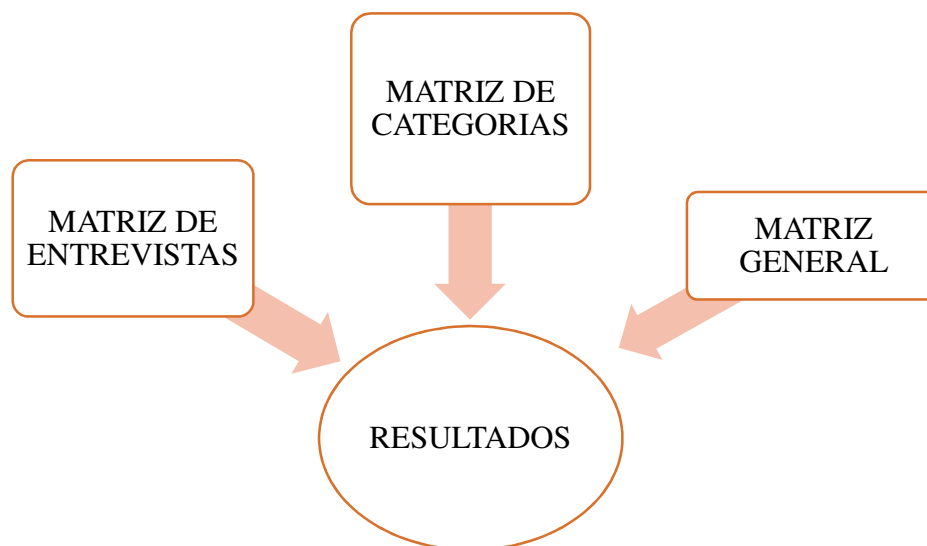 MATRIZ DE
CATEGORIAS
MATRIZ DE
ENTREVISTAS
MATRIZ
GENERAL
RESULTADOS